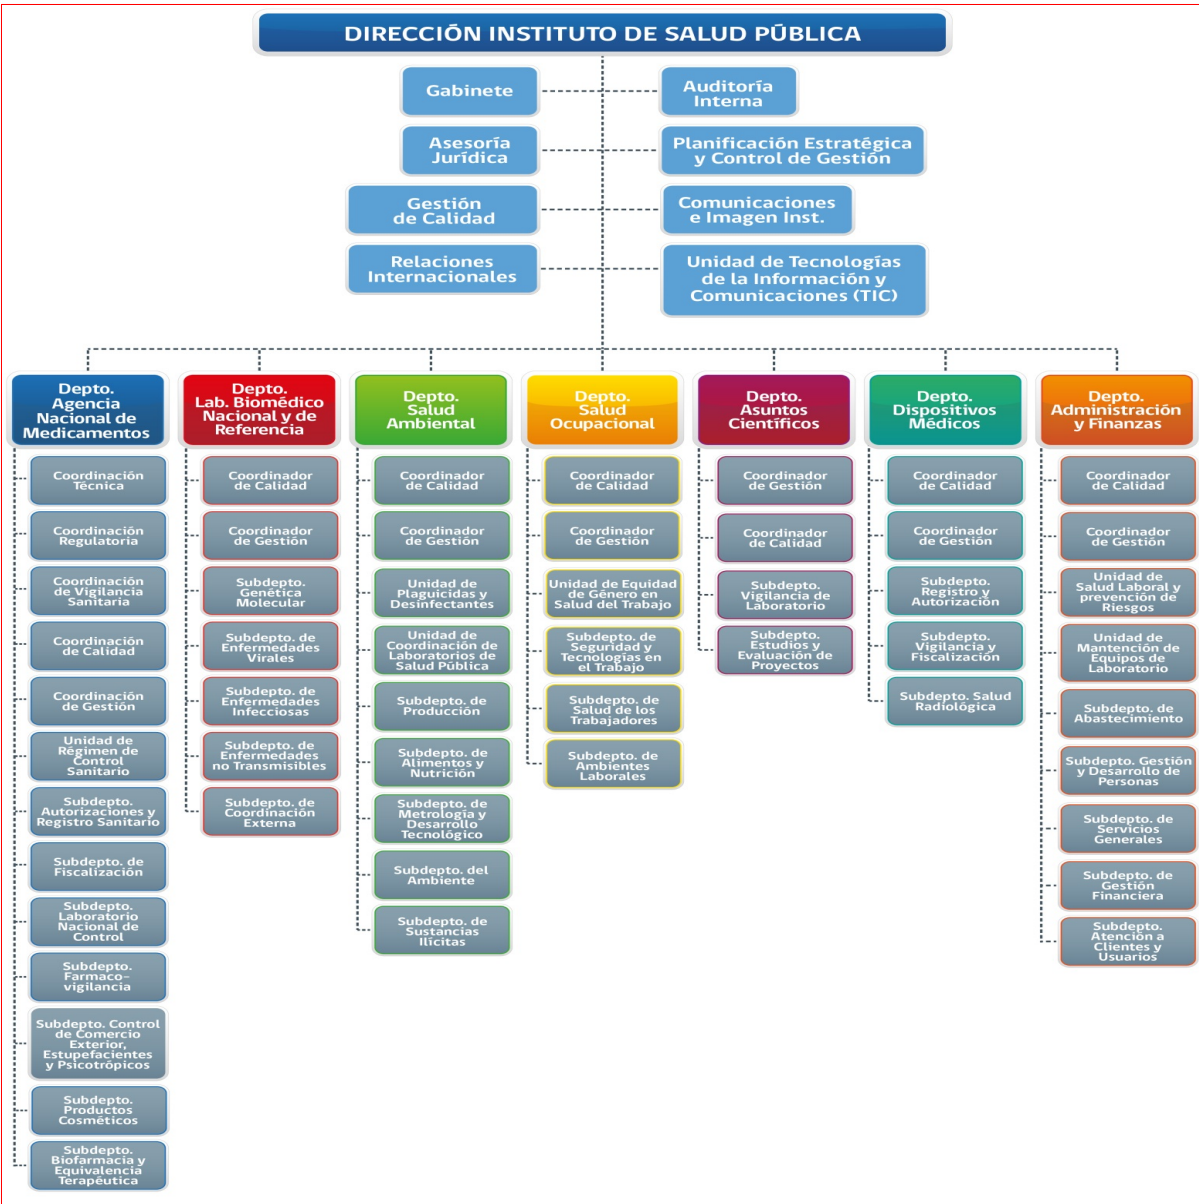 DIRECCIÓN INSTITUTO DE SALUD PÚBLICA
Gabinete
Auditoría
Interna
Asesoría
Jurídica
Planificación Estratégica
y Control de Gestión
Gestión
de Calidad
Comunicaciones
e Imagen Inst.
Relaciones
Internacionales
Unidad de Tecnologías
de la Información y
Comunicaciones (TIC)
Depto.
Agencia
Nacional de
Medicamentos
Coordinación
Técnica
Coordinación
Regulatoria
Coordinación
de Vigilancia
Sanitaria
Coordinación
de Calidad
Coordinación
de Gestión
Unidad de
Régimen de
Control
Sanitario
Subdepto.
Autorizaciones y
Registro Sanitario
Subdepto. de
Fiscalización
Subdepto.
Laboratorio
Nacional de
Control
Subdepto.
Farmaco-
vigilancia
Subdepto. Control
de Comercio
Exterior,
Estupefacientes
y Psicotrópicos
Subdepto.
Productos
Cosméticos
Subdepto.
Biofarmacia y
Equivalencia
Terapéutica
Depto.
Lab. Biomédico
Nacional y de
Referencia
Coordinador
de Calidad
Coordinador
de Gestión
Subdepto.
Genética
Molecular
Subdepto. de
Enfermedades
Virales
Subdepto. de
Enfermedades
Infecciosas
Subdepto. de
Enfermedades
no Transmisibles
Subdepto. de
Coordinación
Externa
Depto.
Salud
Ambiental
Coordinador
de Calidad
Coordinador
de Gestión
Unidad de
Plaguicidas y
Desinfectantes
Unidad de
Coordinación de
Laboratorios de
Salud Pública
Subdepto. de
Producción
Subdepto. de
Alimentos y
Nutrición
Subdepto. de
Metrología y
Desarrollo
Tecnológico
Subdepto. del
Ambiente
Subdepto. de
Sustancias
Ilícitas
Depto.
Salud
Ocupacional
Coordinador
de Calidad
Coordinador
de Gestión
Unidad de Equidad
de Género en
Salud del Trabajo
Subdepto. de
Seguridad y
Tecnologías en
el Trabajo
Subdepto. de
Salud de los
Trabajadores
Subdepto. de
Ambientes
Laborales
Depto.
Asuntos
Científicos
Coordinador
de Gestión
Coordinador
de Calidad
Subdepto.
Vigilancia de
Laboratorio
Subdepto.
Estudios y
Evaluación de
Proyectos
Depto.
Dispositivos
Médicos
Coordinador
de Calidad
Coordinador
de Gestión
Subdepto.
Registro y
Autorización
Subdepto.
Vigilancia y
Fiscalización
Subdepto. Salud
Radiológica
Depto.
Administración
y Finanzas
Coordinador
de Calidad
Coordinador
de Gestión
Unidad de
Salud Laboral y
prevención de
Riesgos
Unidad de
Mantención de
Equipos de
Laboratorio
Subdepto. de
Abastecimiento
Subdepto. Gestión
y Desarrollo de
Personas
Subdepto. de
Servicios
Generales
Subdepto. de
Gestión
Financiera
Subdepto.
Atención a
Clientes y
Usuarios